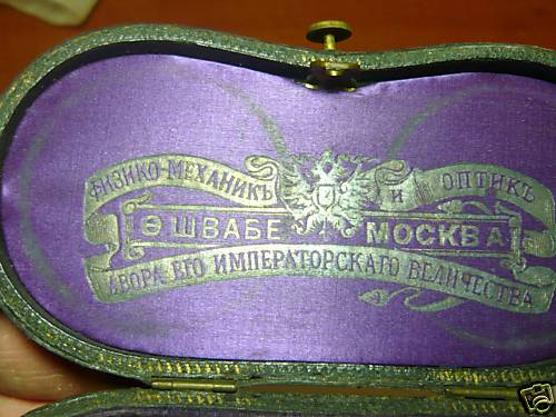 ФИЗИКО-МЕХАНИКЪ И ОПТИКЪ
Ѳ ШВАБЕ МОСКВА
ДВОРА ЕГО ИМПЕРАТОРСКАГО ВЕЛИЧЕСТВА